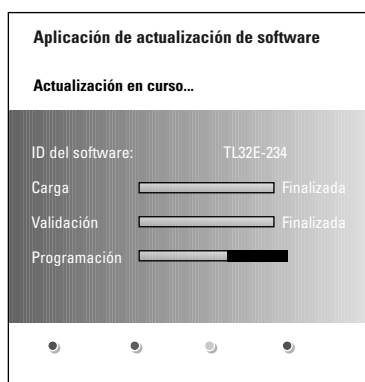 Aplicación de actualización de software
Actualización en curso...
ID del software: TL32E-234
Carga Finalizada
Validación Finalizada
Programación